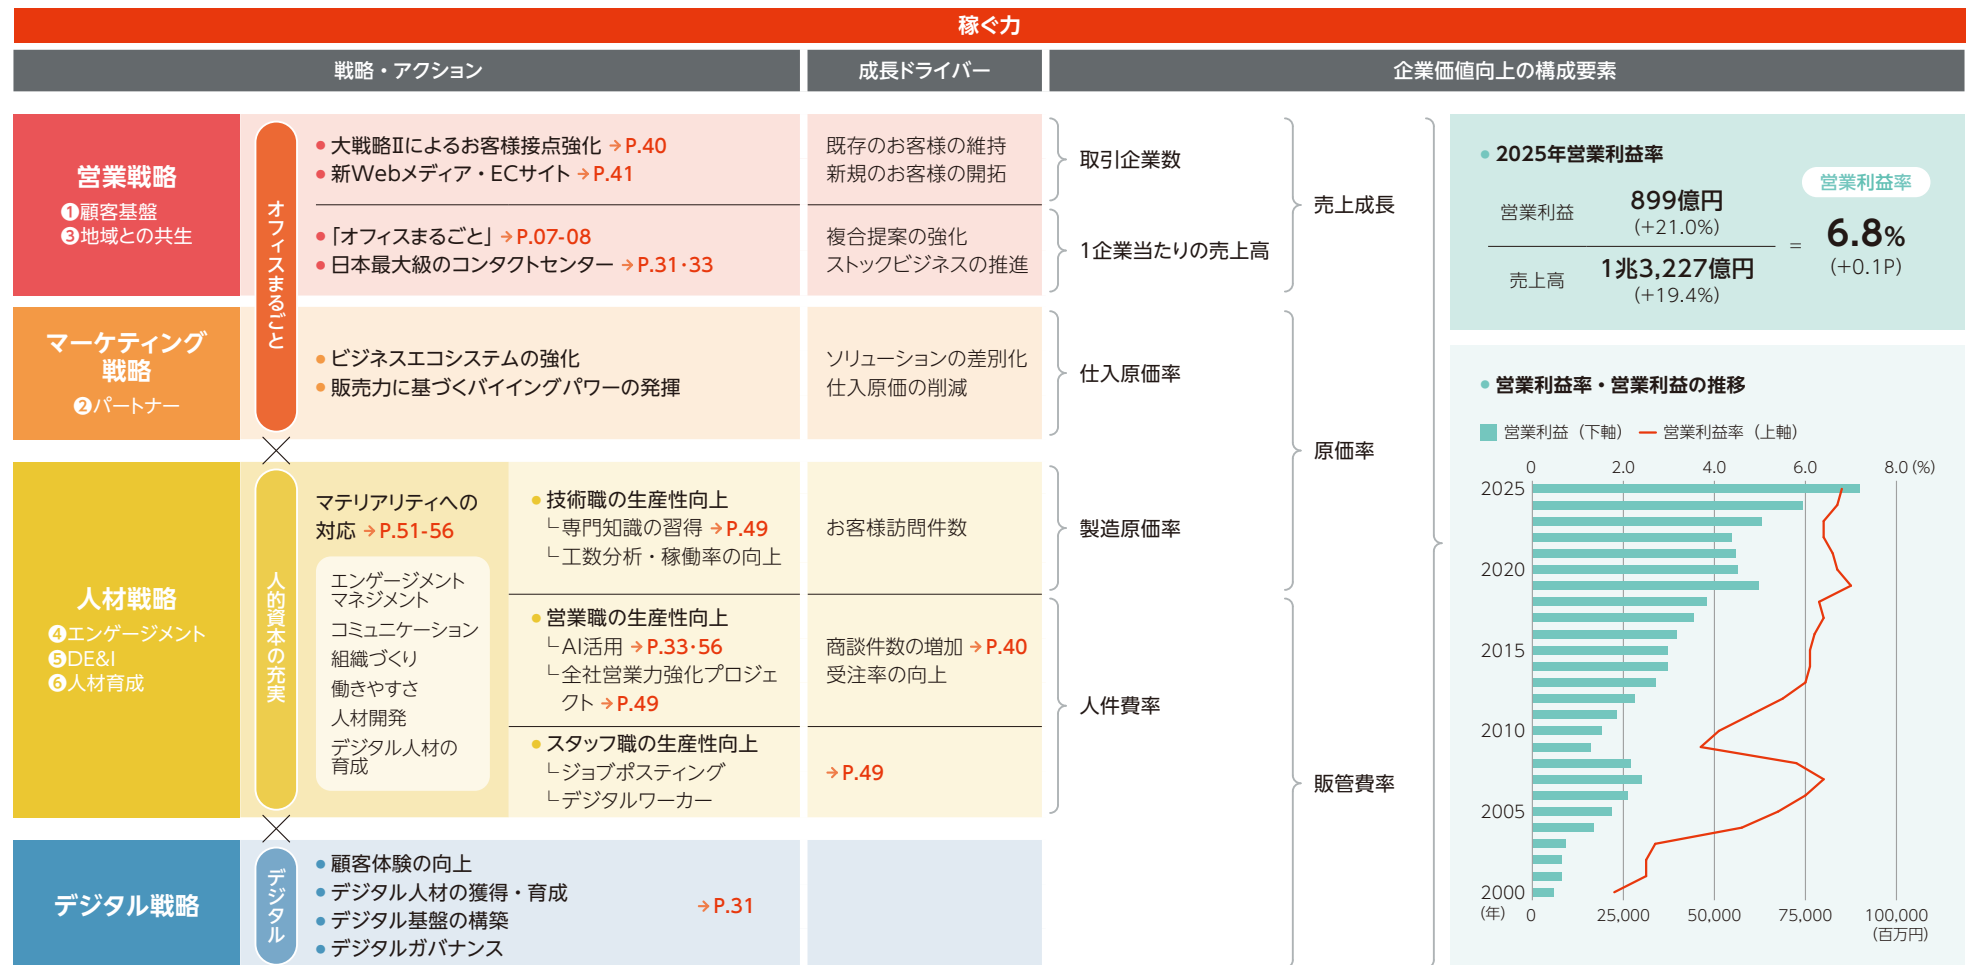 稼ぐ力
戦略・アクション
成長ドライバー
企業価値向上の構成要素
営業戦略
❶顧客基盤
❸地域との共生
オフィスまるごと
● 大戦略Ⅱによるお客様接点強化 → P.40
● 新Webメディア・ECサイト → P.41
既存のお客様の維持
新規のお客様の開拓
取引企業数
● 「オフィスまるごと」 → P.07-08
● 日本最大級のコンタクトセンター → P.31・33
複合提案の強化
ストックビジネスの推進
1企業当たりの売上高
売上成長
マーケティング
戦略
❷パートナー
● ビジネスエコシステムの強化
● 販売力に基づくバイイングパワーの発揮
ソリューションの差別化
仕入原価の削減
仕入原価率
原価率
人材戦略
❹エンゲージメント
❺DE&I
❻人材育成
人的資本の充実
マテリアリティへの
対応 → P.51-56
エンゲージメント
マネジメント
コミュニケーション
組織づくり
働きやすさ
人材開発
デジタル人材の
育成
● 技術職の生産性向上
└ 専門知識の習得 → P.49
└ 工数分析・稼働率の向上
お客様訪問件数
製造原価率
● 営業職の生産性向上
└ AI活用 → P.33・56
└ 全社営業力強化プロジェ
クト → P.49
商談件数の増加 → P.40
受注率の向上
人件費率
● スタッフ職の生産性向上
└ ジョブポスティング
└ デジタルワーカー
→ P.49
販管費率
デジタル戦略
デジタル
● 顧客体験の向上
● デジタル人材の獲得・育成
● デジタル基盤の構築
● デジタルガバナンス
→ P.31
● 2025年営業利益率
営業利益
899億円
(+21.0%)
売上高
1兆3,227億円
(+19.4%)
=
営業利益率
6.8%
(+0.1P)
● 営業利益率・営業利益の推移
営業利益（下軸） 営業利益率（上軸）
0 2.0 4.0 6.0 8.0 (%)
2025
2020
2015
2010
2005
2000
(年)
0 25,000 50,000 75,000 100,000
(百万円)